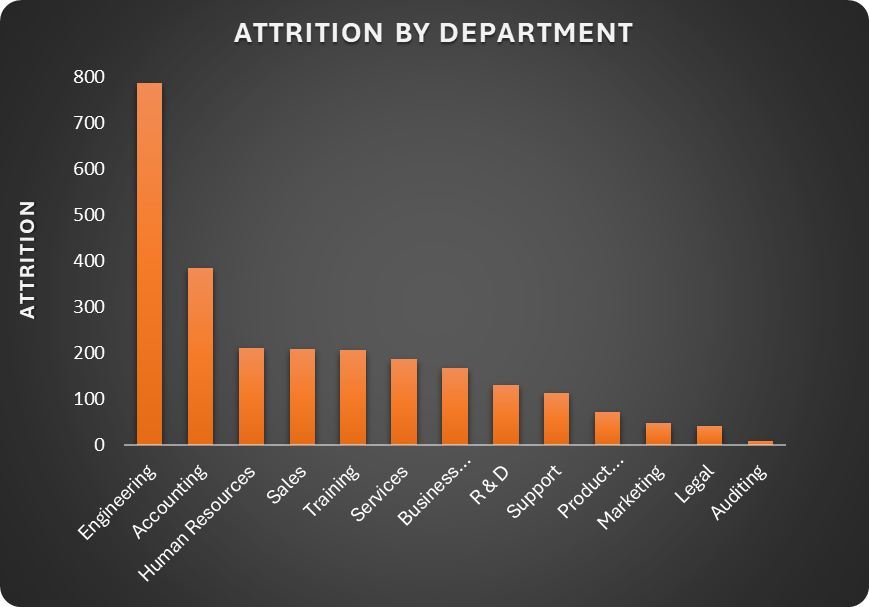 ATTRITION BY DEPARTMENT
ATTRITION
800
700
600
500
400
300
200
100
0
Engineering
Accounting
Human Resources
Sales
Training
Services
Business...
R & D
Support
Product...
Marketing
Legal
Auditing